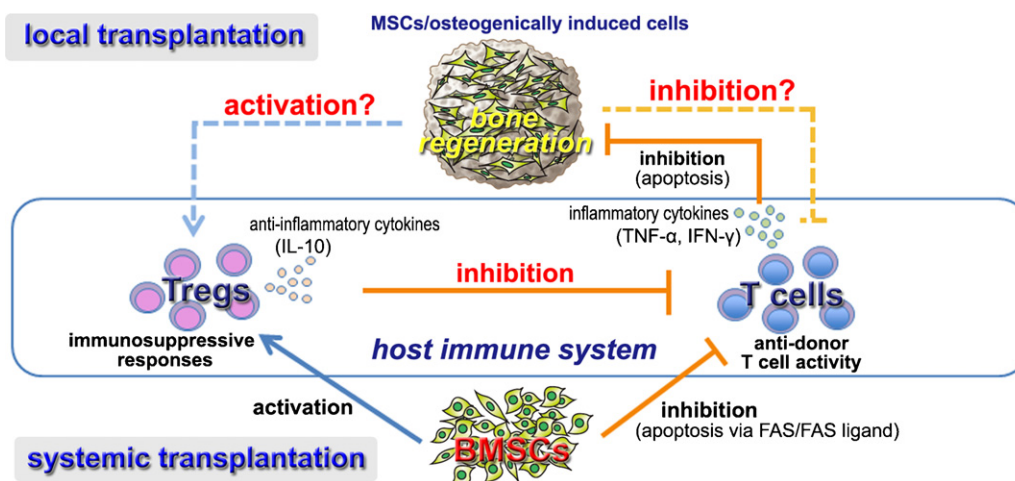 local transplantation
MSCs/osteogenically induced cells
activation?
inhibition?
bone
regeneration
inhibition
(apoptosis)
anti-inflammatory cytokines
(IL-10)
inflammatory cytokines
(TNF-α, IFN-γ)
Tregs
inhibition
T cells
immunosuppressive
responses
host immune system
anti-donor
T cell activity
activation
BMSCs
inhibition
(apoptosis via FAS/FAS ligand)
systemic transplantation